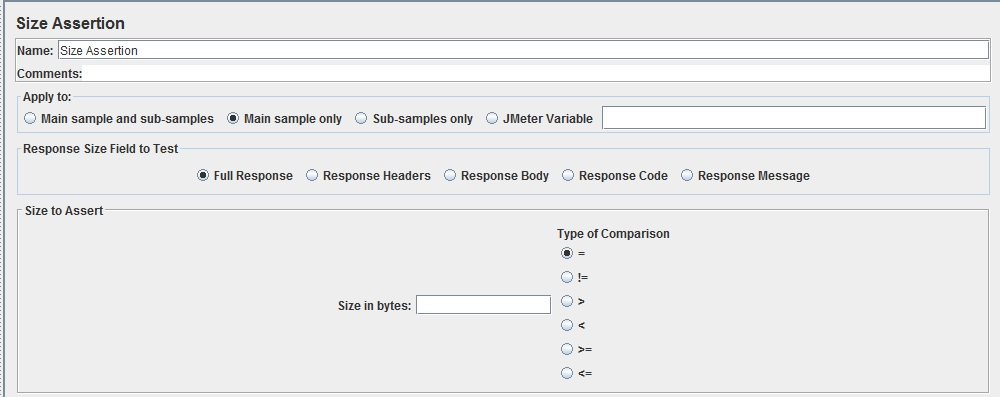 Size Assertion
Name: Size Assertion
Comments:
Apply to:
Main sample and sub-samples Main sample only Sub-samples only JMeter Variable
Response Size Field to Test
Full Response Response Headers Response Body Response Code Response Message
Size to Assert
Type of Comparison
=
!=
>
Size in bytes:
<
>=
<=